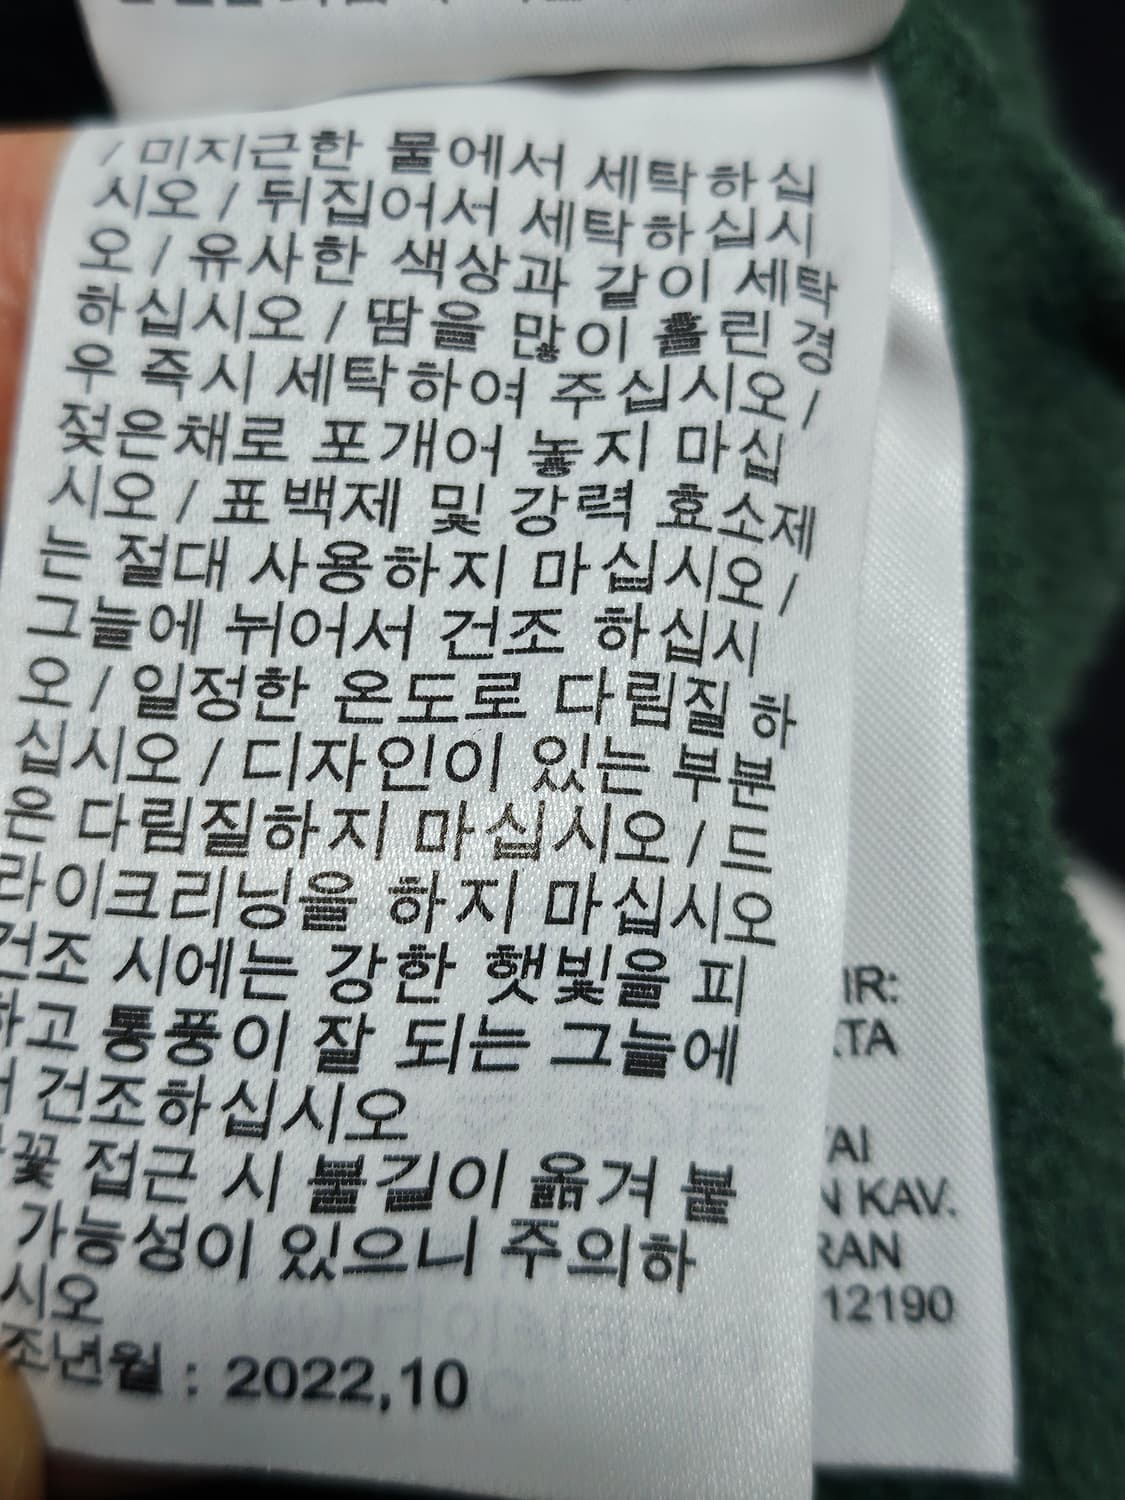 / 미지근한 물에서 세탁하십
시오 / 뒤집어서 세탁하십시
오 / 유사한 색상과 같이 세탁
하십시오 / 땀을 많이 흘린 경
우 즉시 세탁하여 주십시오 /
젖은채로 포개어 놓지 마십
시오 / 표백제 및 강력 효소제
는 절대 사용하지 마십시오 /
그늘에 뉘어서 건조 하십시
오 / 일정한 온도로 다림질 하
십시오 / 디자인이 있는 부분
은 다림질하지 마십시오 / 드
라이크리닝을 하지 마십시오
건조 시에는 강한 햇빛을 피
하고 통풍이 잘 되는 그늘에
건조하십시오
꽃 접근 시 불길이 옮겨 붙
가능성이 있으니 주의하
시오
조년월 : 2022,10
IR:
TA
AI
N KAV.
RAN
12190